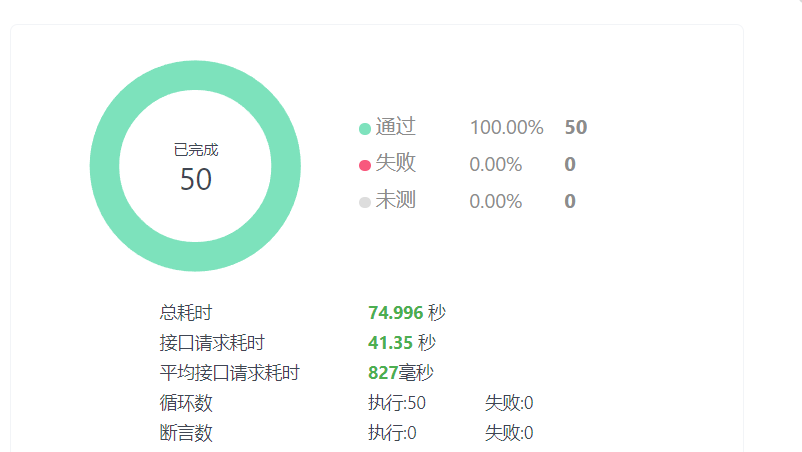 已完成
50
通过 100.00% 50
失败 0.00% 0
未测 0.00% 0
总耗时 74.996 秒
接口请求耗时 41.35 秒
平均接口请求耗时 827毫秒
循环数 执行:50 失败:0
断言数 执行:0 失败:0